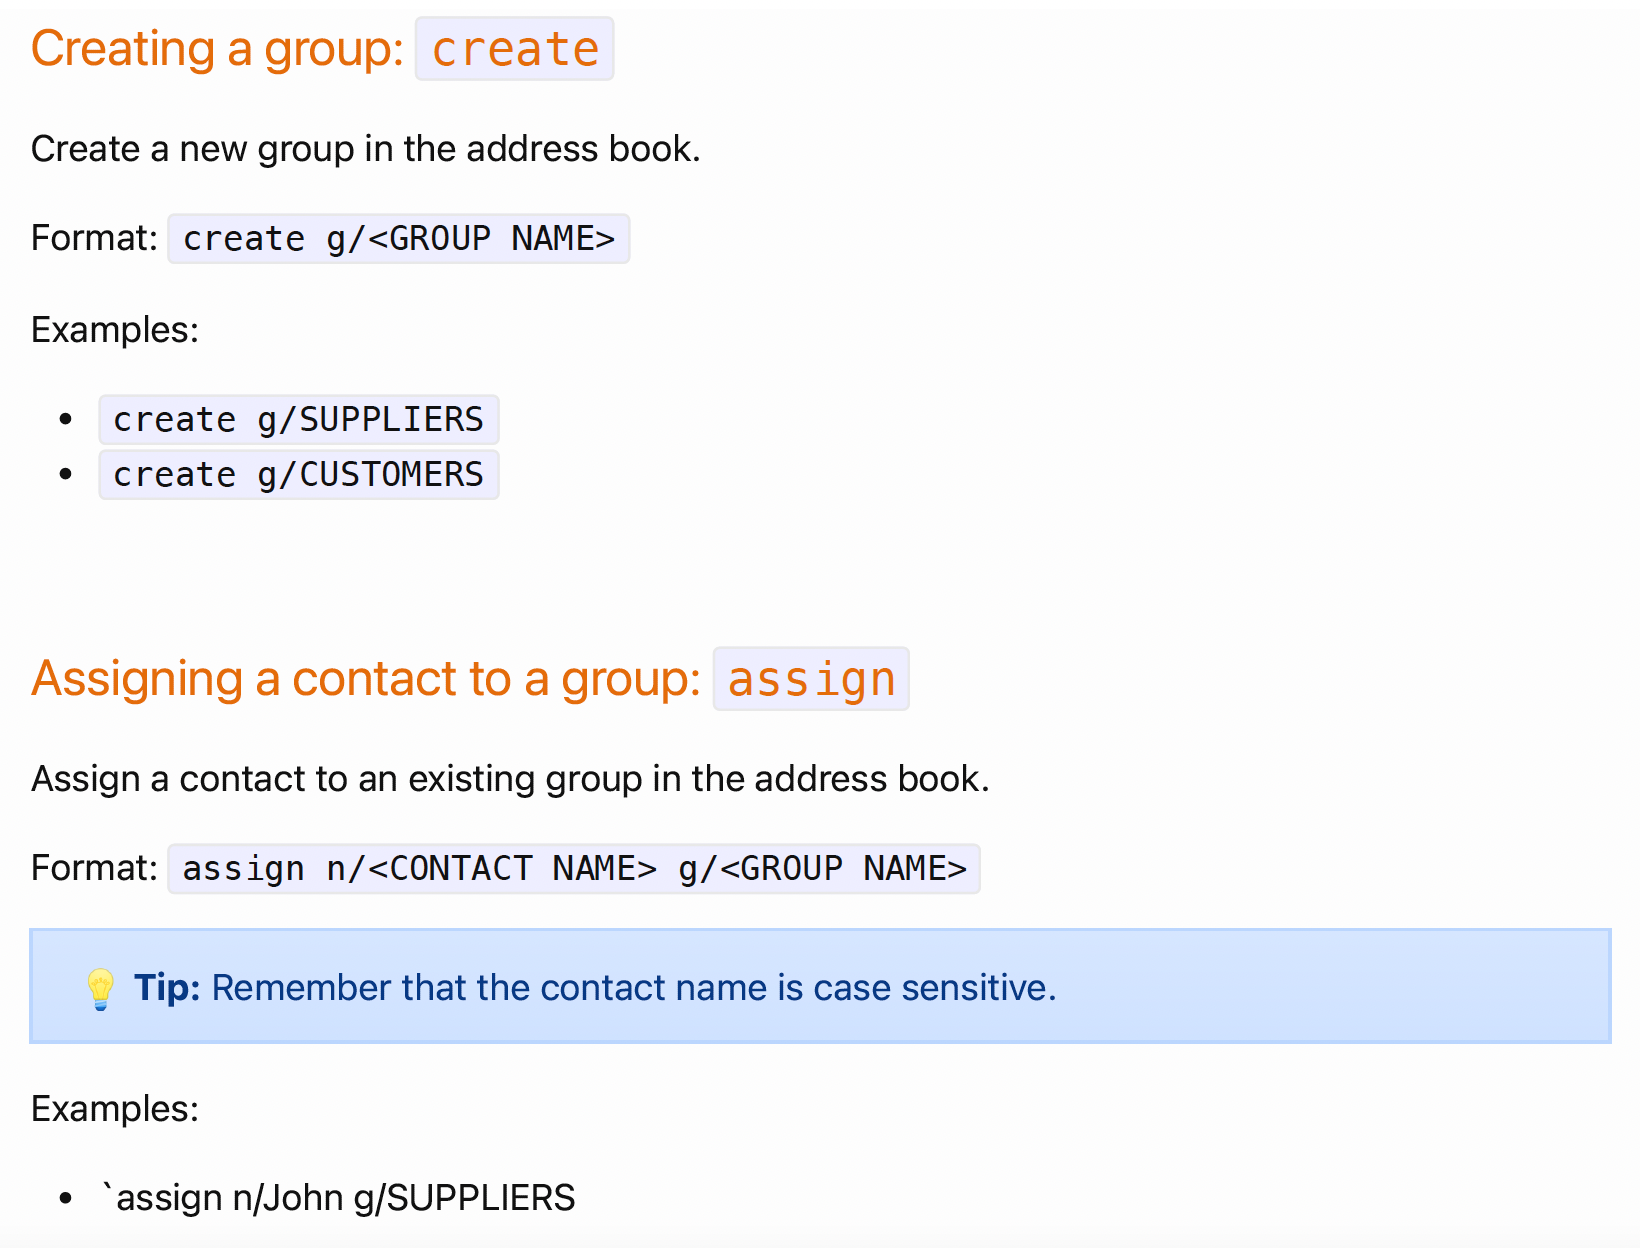 Creating a group: create
Create a new group in the address book.
Format: create g/<GROUP NAME>
Examples:
• create g/SUPPLIERS
• create g/CUSTOMERS
Assigning a contact to a group: assign
Assign a contact to an existing group in the address book.
Format: assign n/<CONTACT NAME> g/<GROUP NAME>
💡 Tip: Remember that the contact name is case sensitive.
Examples:
• `assign n/John g/SUPPLIERS